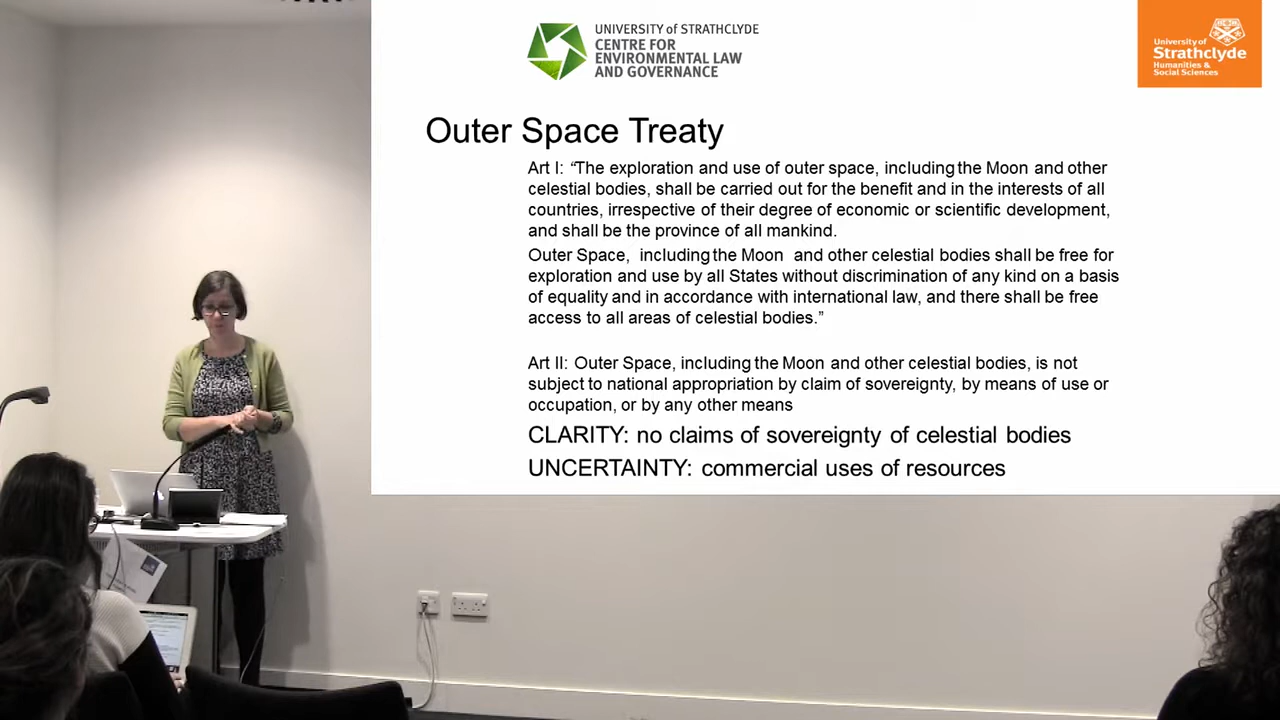 UNIVERSITY of STRATHCLYDE
CENTRE FOR
ENVIRONMENTAL LAW
AND GOVERNANCE
University of
Strathclyde
Humanities &
Social Sciences
Outer Space Treaty
Art I: “The exploration and use of outer space, including the Moon and other
celestial bodies, shall be carried out for the benefit and in the interests of all
countries, irrespective of their degree of economic or scientific development,
and shall be the province of all mankind.
Outer Space, including the Moon and other celestial bodies shall be free for
exploration and use by all States without discrimination of any kind on a basis
of equality and in accordance with international law, and there shall be free
access to all areas of celestial bodies.”
Art II: Outer Space, including the Moon and other celestial bodies, is not
subject to national appropriation by claim of sovereignty, by means of use or
occupation, or by any other means
CLARITY: no claims of sovereignty of celestial bodies
UNCERTAINTY: commercial uses of resources